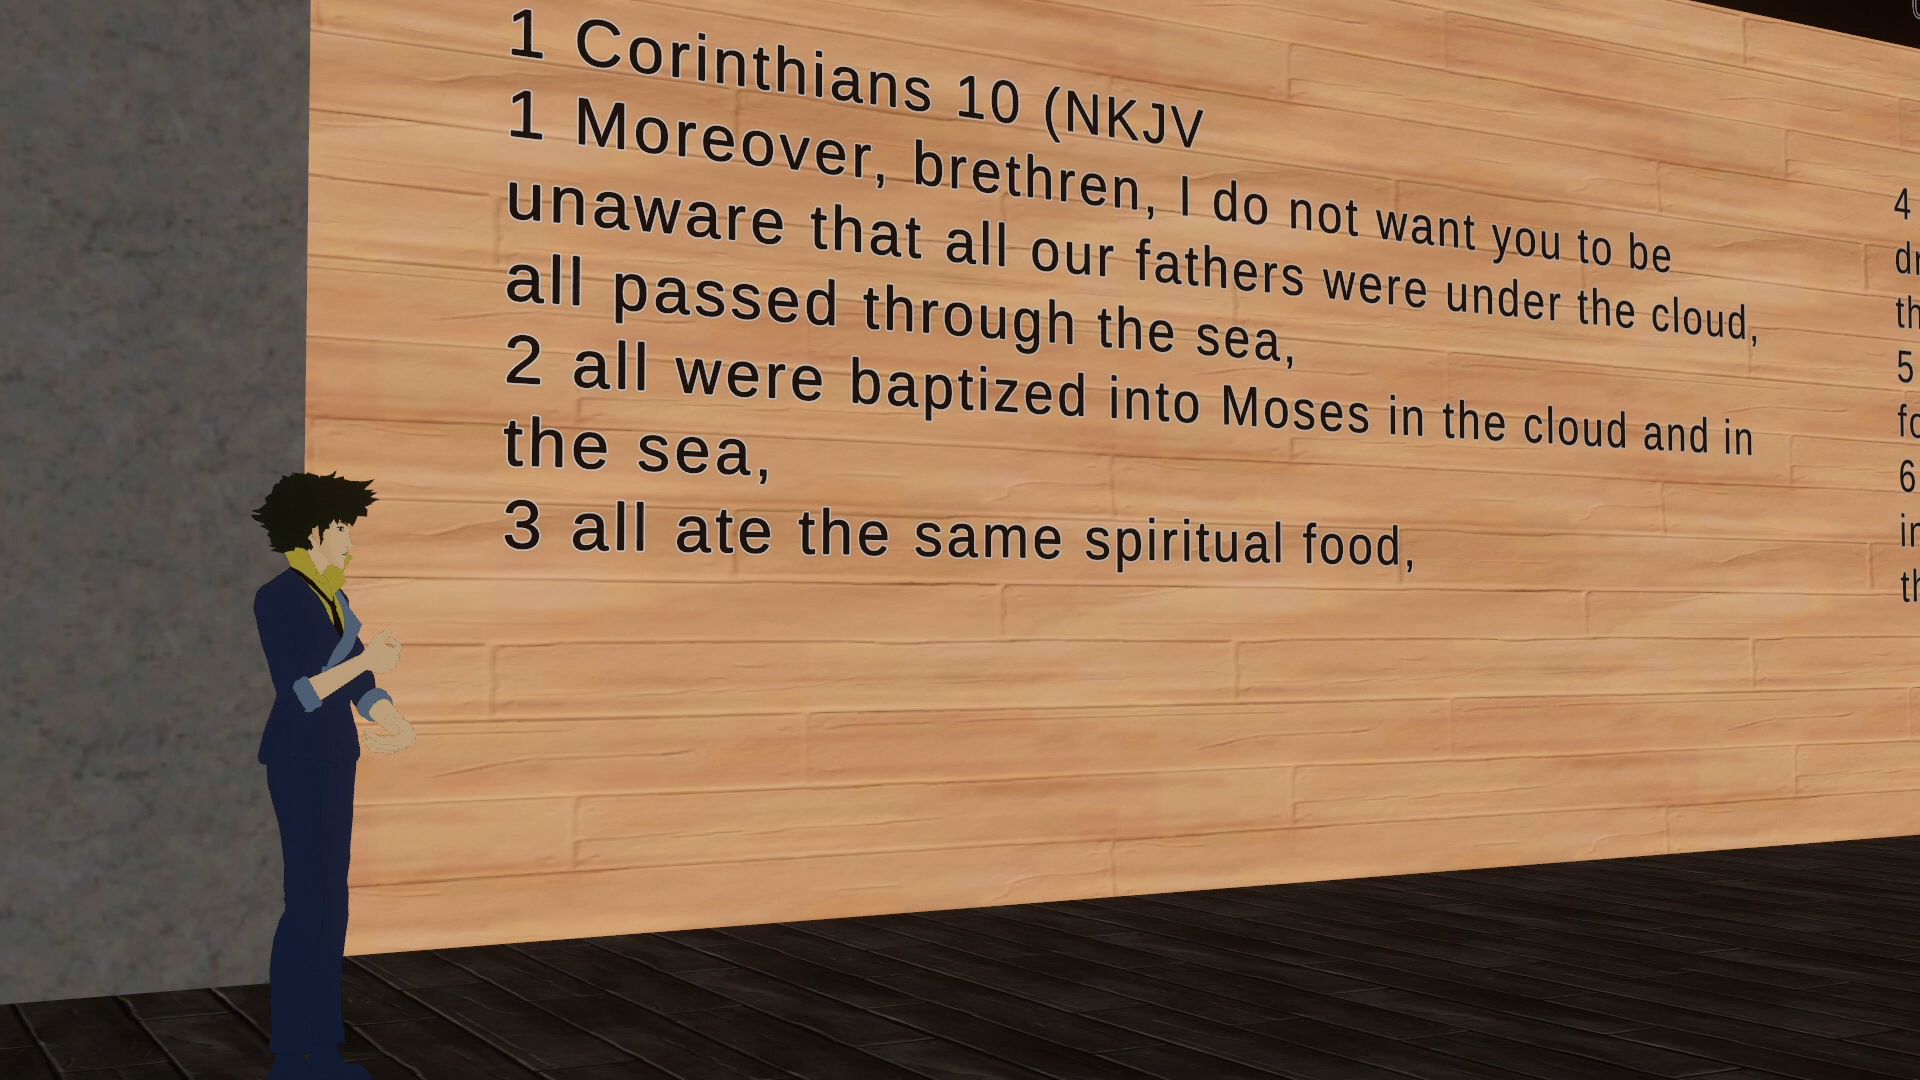 1 Corinthians 10 (NKJV
1 Moreover, brethren, I do not want you to be
unaware that all our fathers were under the cloud,
all passed through the sea,
2 all were baptized into Moses in the cloud and in
the sea,
3 all ate the same spiritual food,
4
5
6